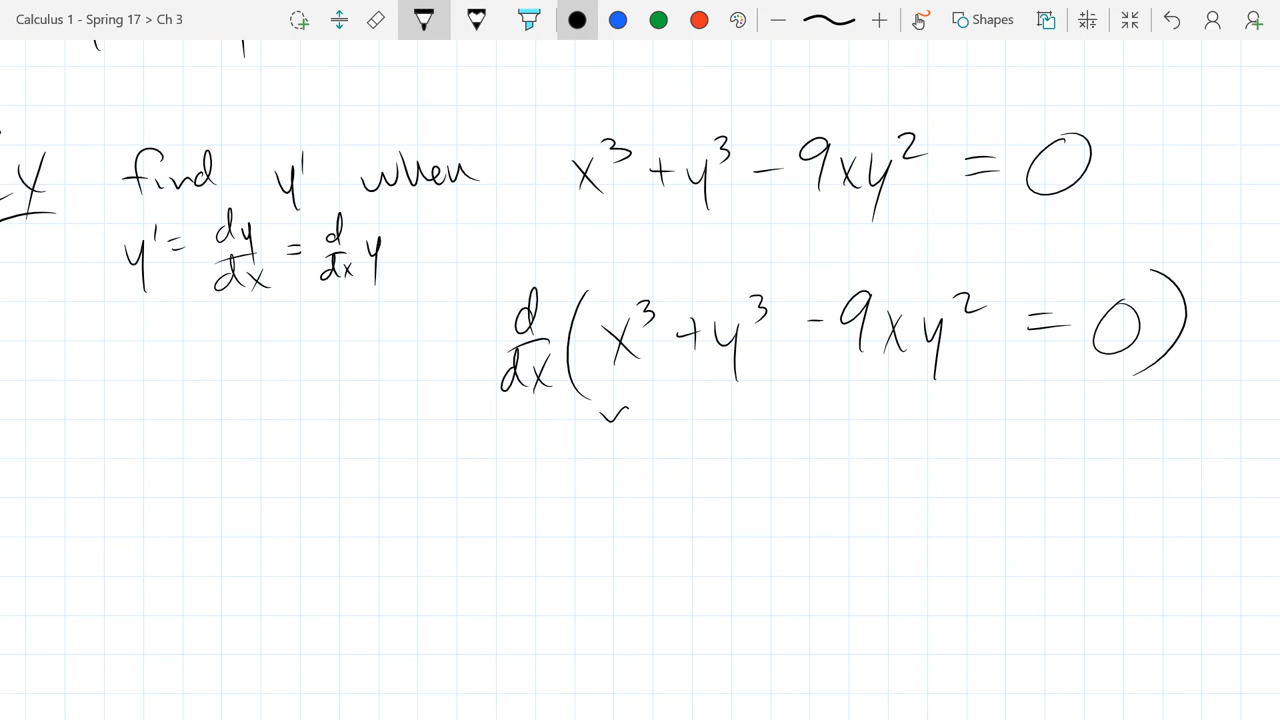 Calculus 1 - Spring 17 > Ch 3
Shapes
find y' when x³ + y³ - 9xy² = 0
y' = dy/dx = d/dx y
d/dx (x³ + y³ - 9xy² = 0)